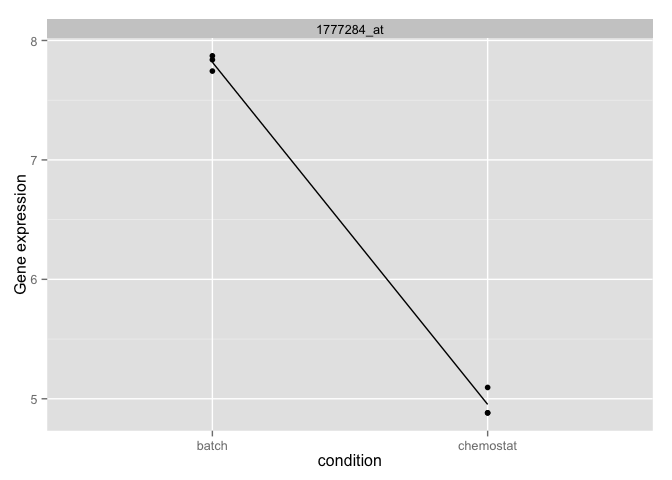 1777284_at
8
7
6
5
Gene expression
batch chemostat
condition